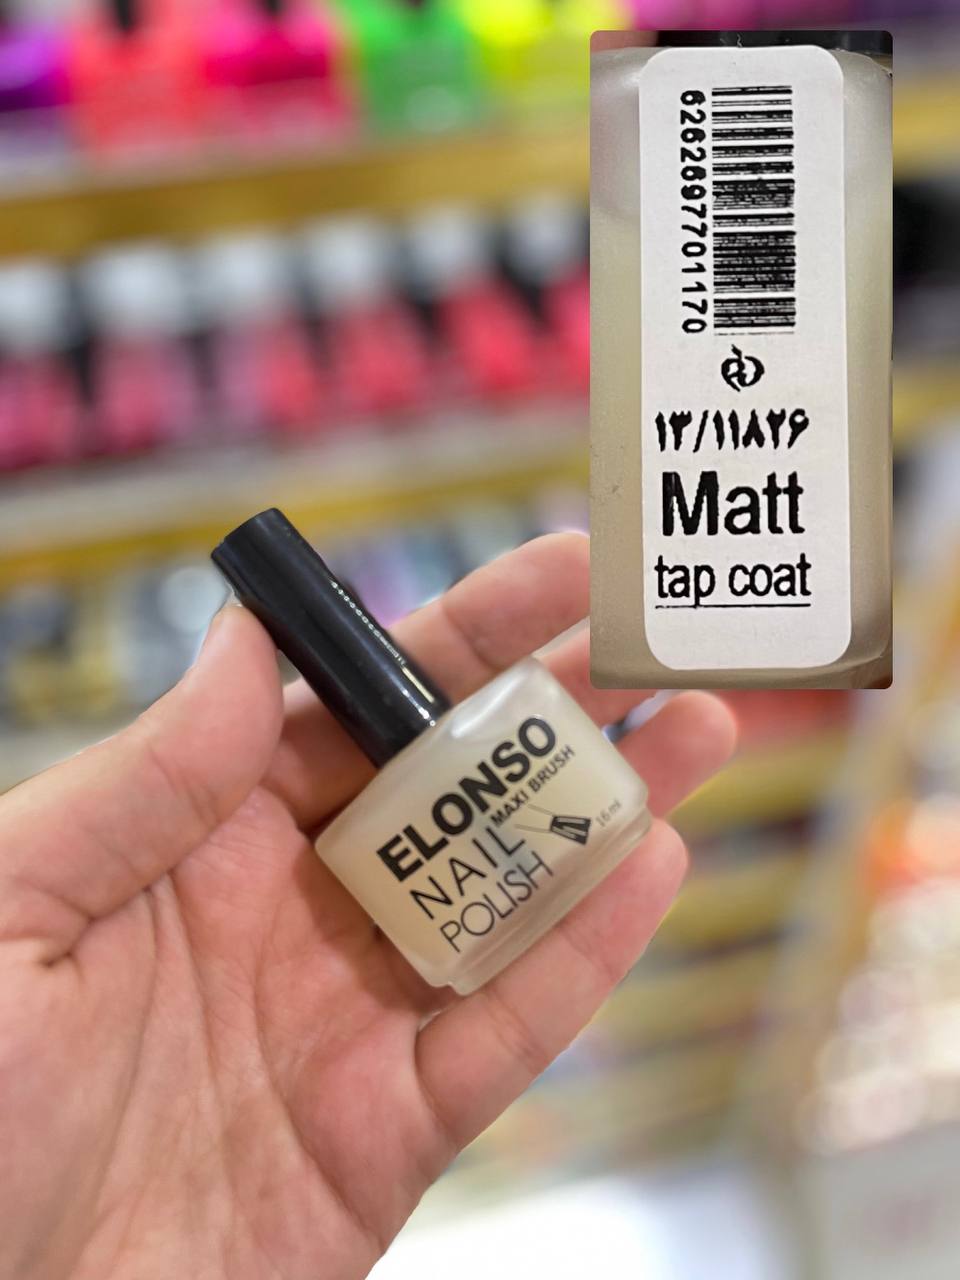 6262697701170
۱۳/۱۱۸۲۶
Matt
tap coat
ELONSO
MAXI BRUSH
NAIL
POLISH
16 ml